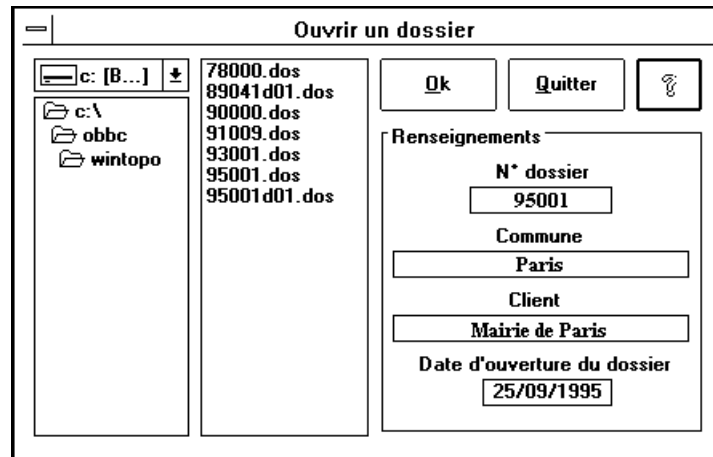 Ouvrir un dossier
c: [B...]
c:\
obbc
wintopo
78000.dos
89041d01.dos
90000.dos
91009.dos
93001.dos
95001.dos
95001d01.dos
Ok
Quitter
?
Renseignements
N° dossier
95001
Commune
Paris
Client
Mairie de Paris
Date d'ouverture du dossier
25/09/1995